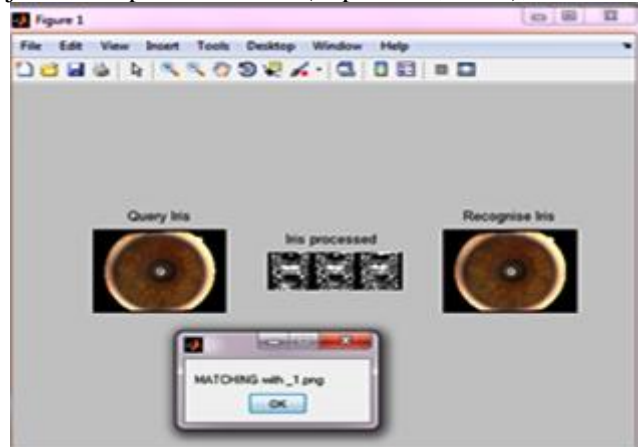 Figure 1
File Edit View Insert Tools Desktop Window Help
Query Iris
Iris processed
Recognise Iris
MATCHING with _1.png
OK